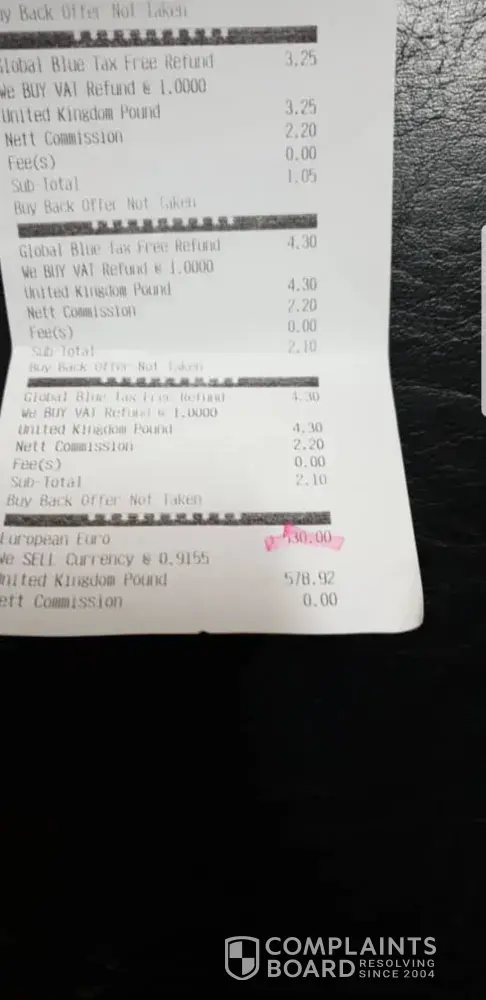 Buy Back Offer Not Taken
Global Blue Tax Free Refund 3.25
We BUY VAT Refund @ 1.0000
United Kingdom Pound 3.25
Nett Commission 2.20
Fee(s) 0.00
Sub-Total 1.05
Buy Back Offer Not Taken
Global Blue Tax Free Refund 4.30
We BUY VAT Refund @ 1.0000
United Kingdom Pound 4.30
Nett Commission 2.20
Fee(s) 0.00
Sub-Total 2.10
Buy Back Offer Not Taken
Global Blue Tax Free Refund 4.30
We BUY VAT Refund @ 1.0000
United Kingdom Pound 4.30
Nett Commission 2.20
Fee(s) 0.00
Sub-Total 2.10
Buy Back Offer Not Taken
European Euro 30.00
We SELL Currency @ 0.9155
United Kingdom Pound 578.92
Nett Commission 0.00
COMPLAINTS
BOARD RESOLVING
SINCE 2004